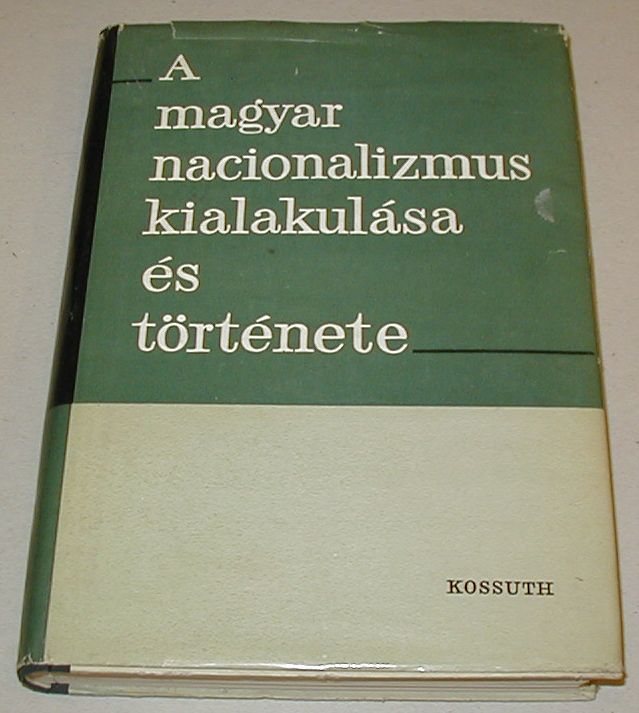 A
magyar
nacionalizmus
kialakulása
és
története
KOSSUTH